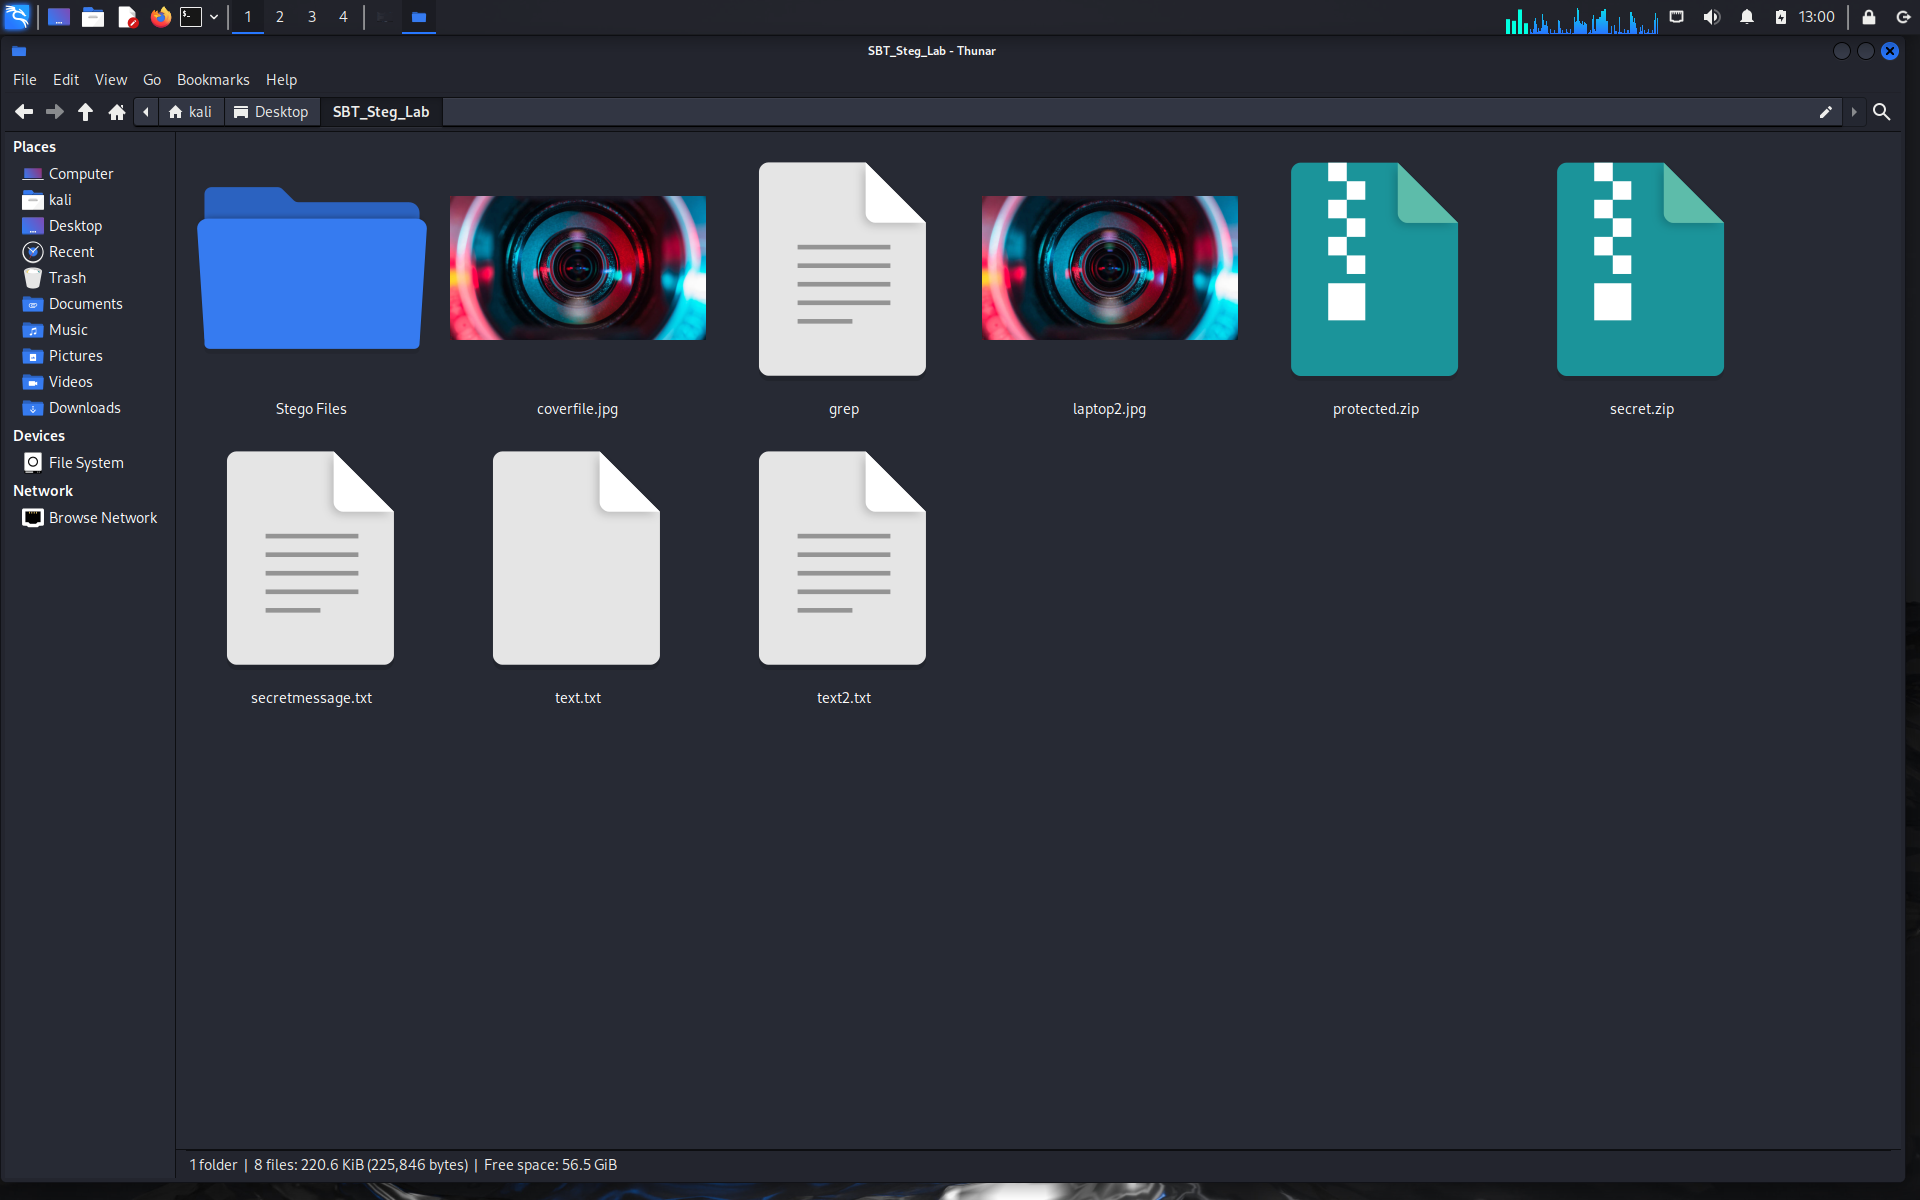 1 2 3 4 13:00
SBT_Steg_Lab - Thunar
File Edit View Go Bookmarks Help
kali Desktop SBT_Steg_Lab
Places
Computer
kali
Desktop
Recent
Trash
Documents
Music
Pictures
Videos
Downloads
Devices
File System
Network
Browse Network
Stego Files coverfile.jpg grep laptop2.jpg protected.zip secret.zip
secretmessage.txt text.txt text2.txt
1 folder | 8 files: 220.6 KiB (225,846 bytes) | Free space: 56.5 GiB